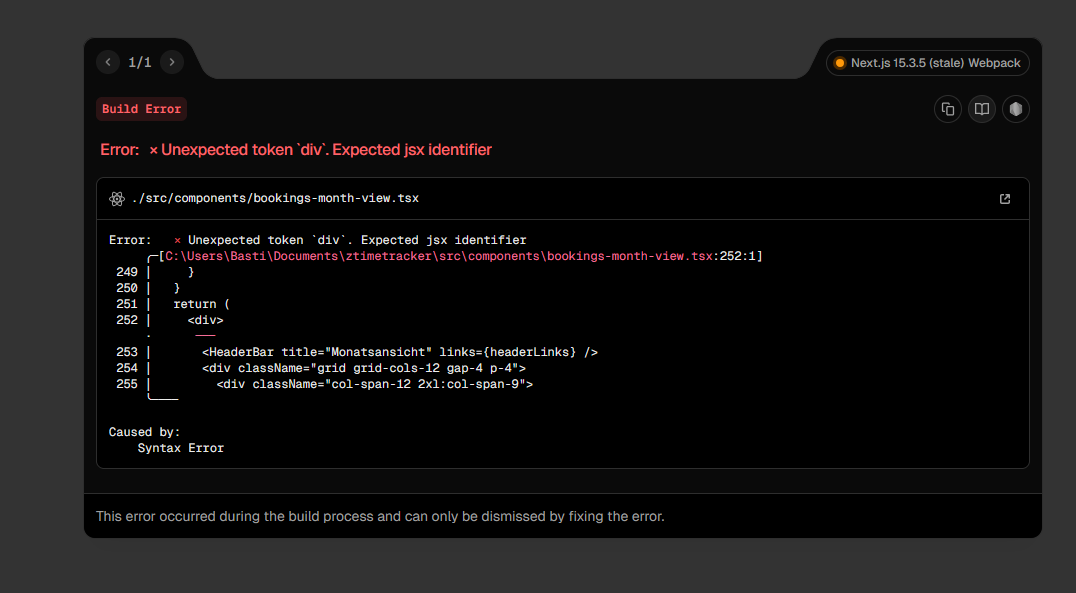 1/1
Next.js 15.3.5 (stale) Webpack
Build Error
Error: × Unexpected token `div`. Expected jsx identifier
./src/components/bookings-month-view.tsx
Error:   × Unexpected token `div`. Expected jsx identifier
╭─[C:\Users\Basti\Documents\ztimetracker\src\components\bookings-month-view.tsx:252:1]
249 │     }
250 │   }
251 │   return (
252 │     <div>
· ───
253 │       <HeaderBar title="Monatsansicht" links={headerLinks} />
254 │       <div className="grid grid-cols-12 gap-4 p-4">
255 │         <div className="col-span-12 2xl:col-span-9">
╰────
Caused by:
Syntax Error
This error occurred during the build process and can only be dismissed by fixing the error.